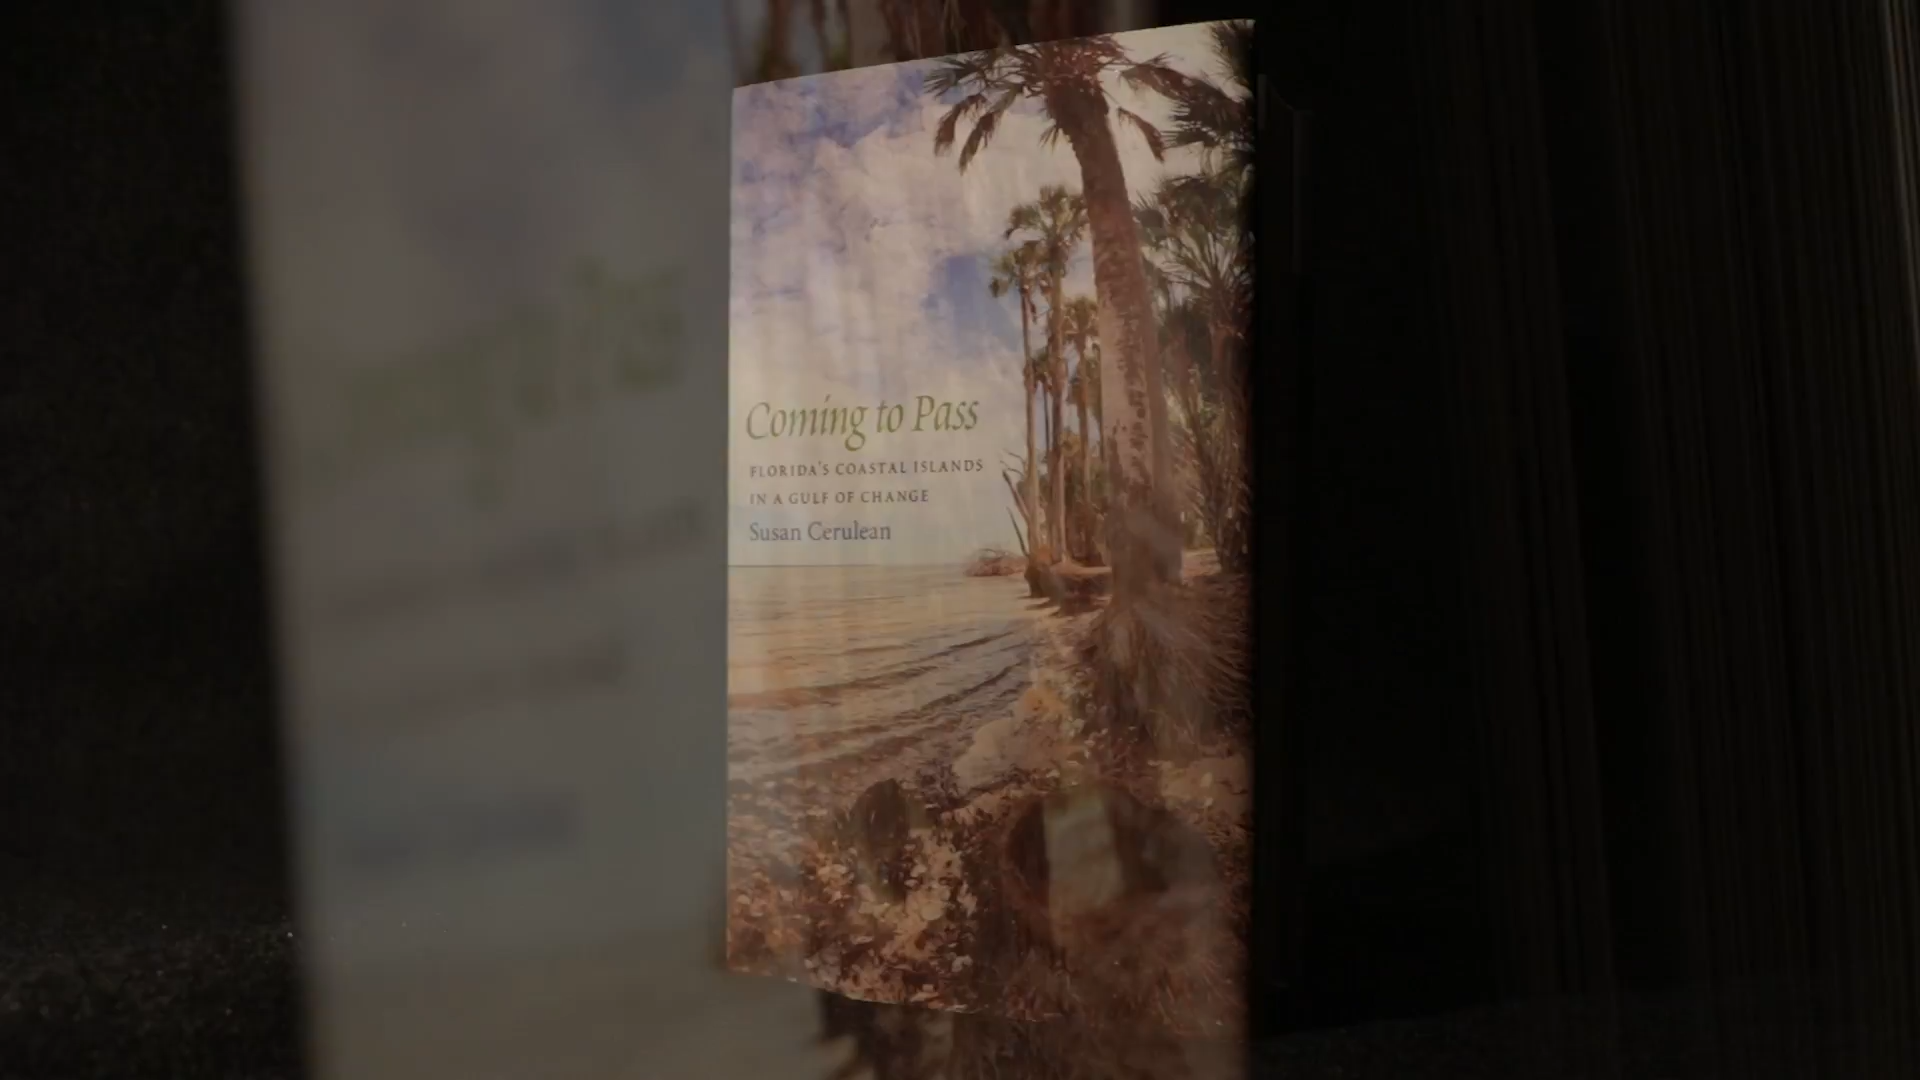 Coming to Pass
FLORIDA'S COASTAL ISLANDS
IN A GULF OF CHANGE
Susan Cerulean